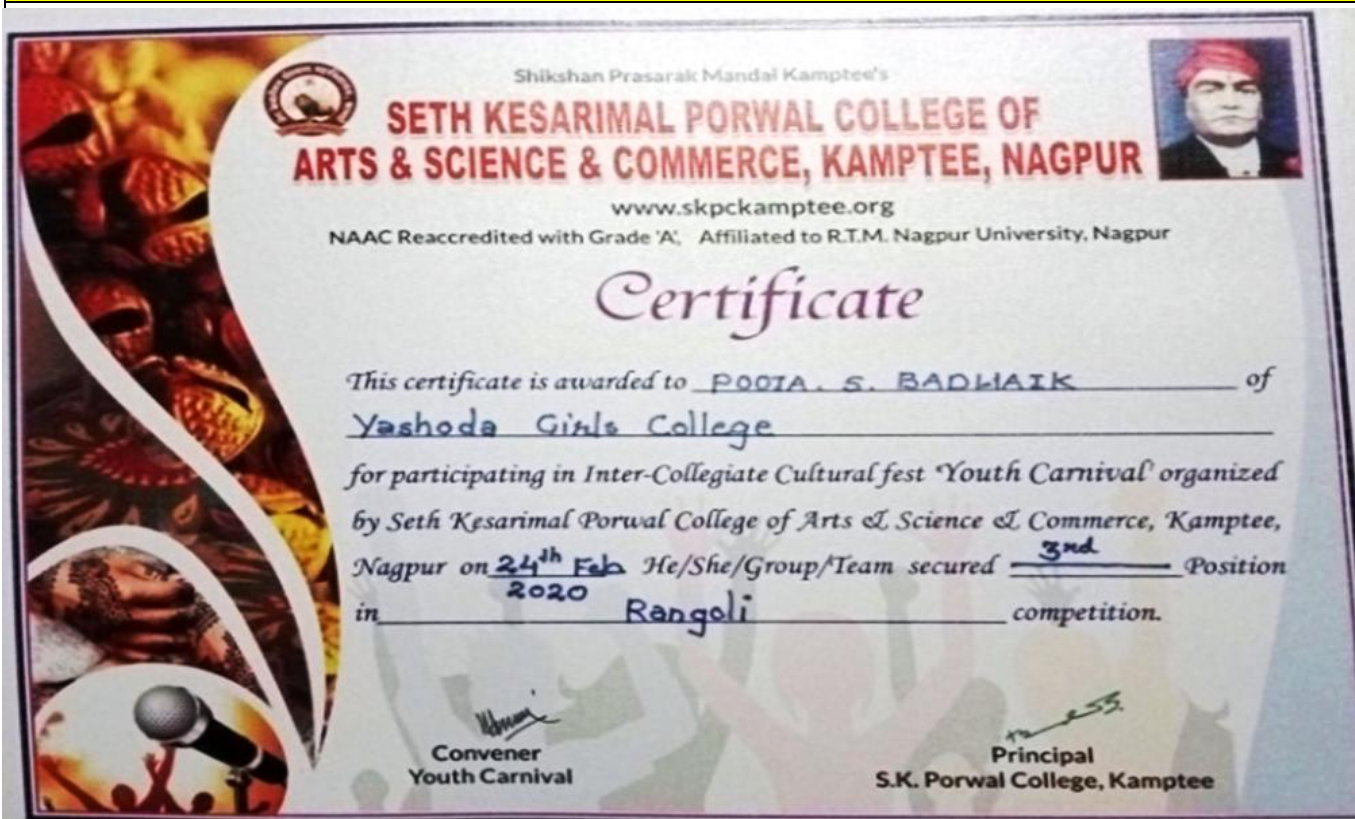 Shikshan Prasarak Mandal Kamptee's
SETH KESARIMAL PORWAL COLLEGE OF
ARTS & SCIENCE & COMMERCE, KAMPTEE, NAGPUR
www.skpckamptee.org
NAAC Reaccredited with Grade 'A', Affiliated to R.T.M. Nagpur University, Nagpur
Certificate
This certificate is awarded to POOJA. S. BADHAIK of
Yashoda Girls College
for participating in Inter-Collegiate Cultural fest 'Youth Carnival' organized
by Seth Kesarimal Porwal College of Arts & Science & Commerce, Kamptee,
Nagpur on 24th Feb 2020 He/She/Group/Team secured 3rd Position
in Rangoli competition.
Convener
Youth Carnival
Principal
S.K. Porwal College, Kamptee